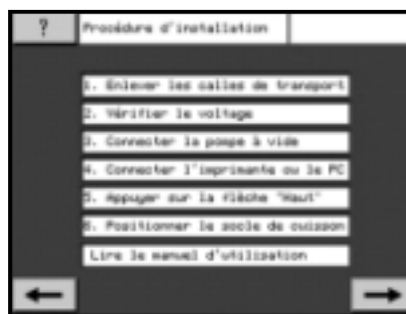 ?
Procédure d'installation
1. Enlever les calles de transport
2. Vérifier le voltage
3. Connecter la pompe à vide
4. Connecter l'imprimante ou le PC
5. Appuyer sur la flèche "Haut"
6. Positionner le socle de cuisson
Lire le manuel d'utilisation